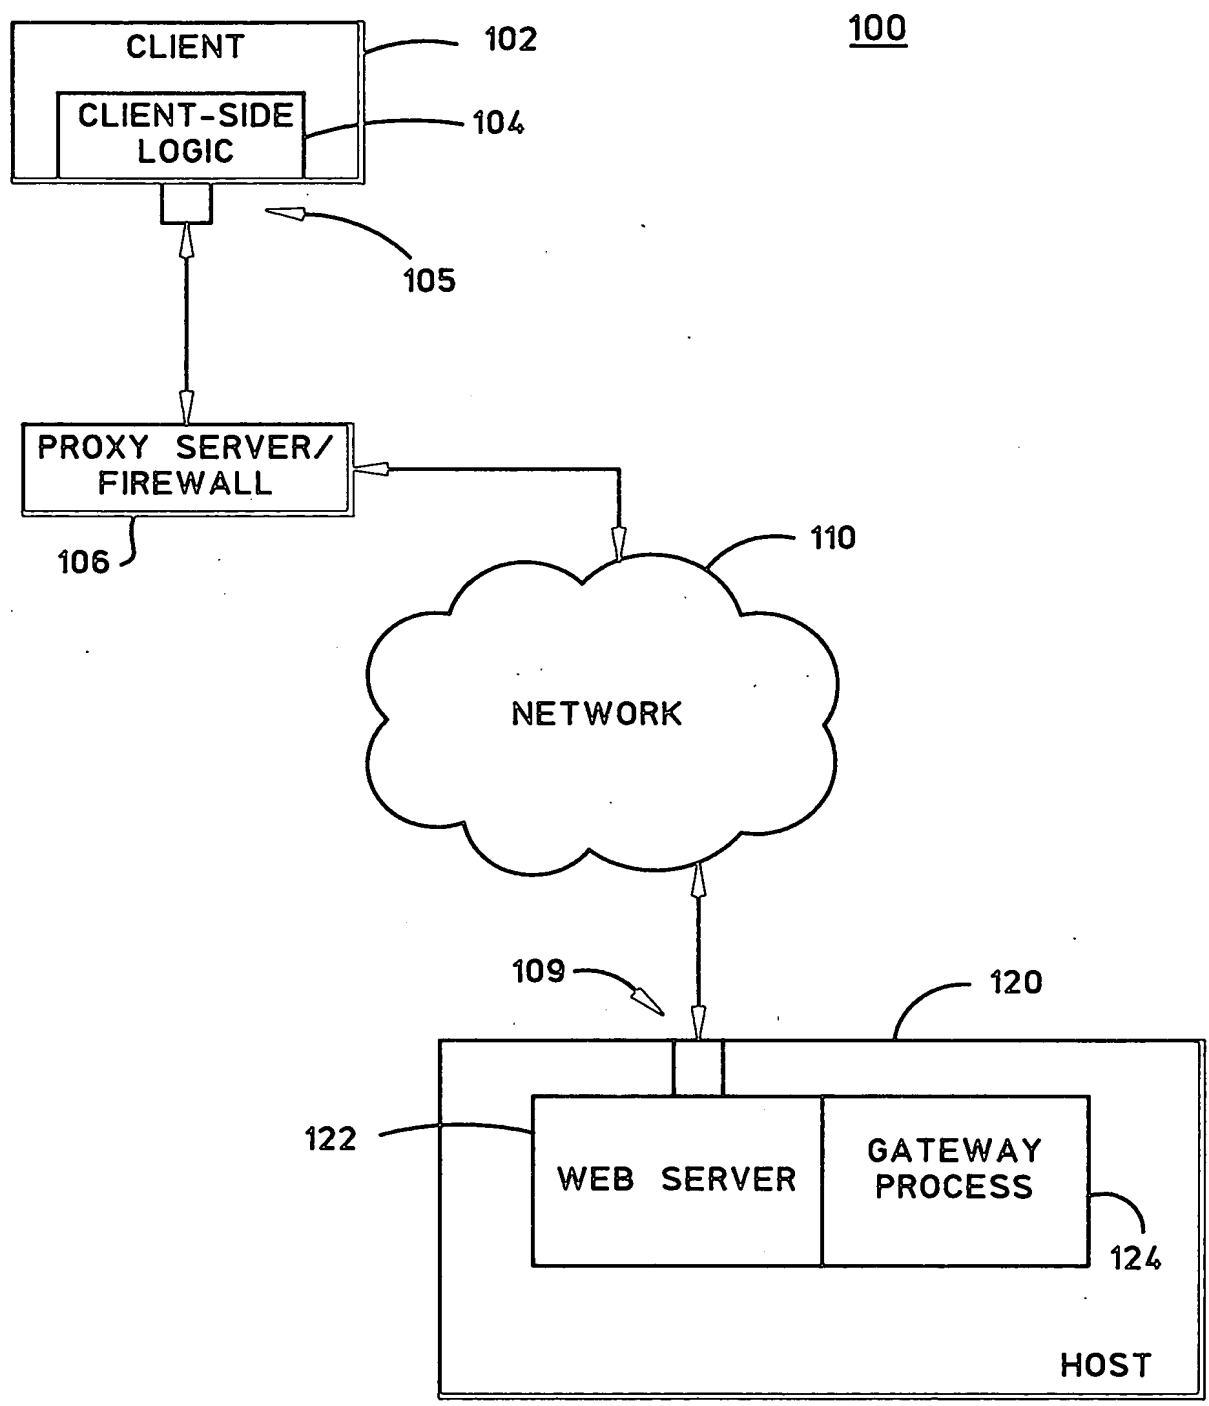 100
CLIENT
102
CLIENT-SIDE
LOGIC
104
105
PROXY SERVER/
FIREWALL
106
110
NETWORK
109
120
122
WEB SERVER
GATEWAY
PROCESS
124
HOST